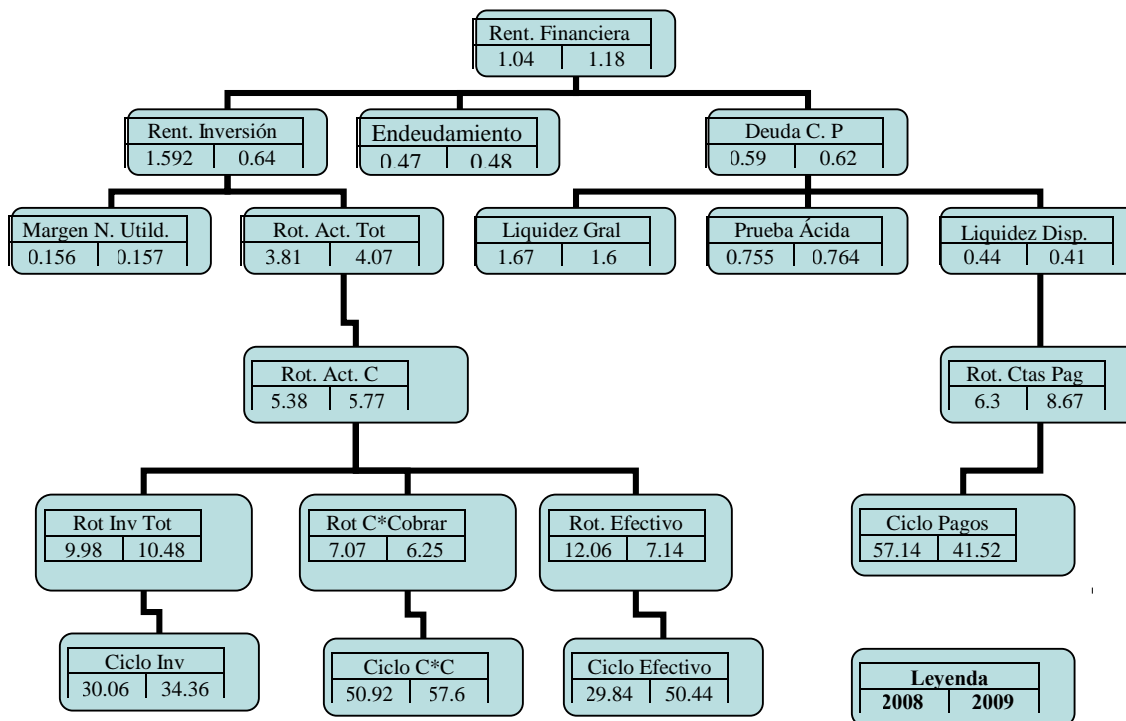 Rent. Financiera
1.04 1.18
Rent. Inversión
1.592 0.64
Endeudamiento
0.47 0.48
Deuda C. P
0.59 0.62
Margen N. Utild.
0.156 0.157
Rot. Act. Tot
3.81 4.07
Liquidez Gral
1.67 1.6
Prueba Ácida
0.755 0.764
Liquidez Disp.
0.44 0.41
Rot. Act. C
5.38 5.77
Rot. Ctas Pag
6.3 8.67
Rot Inv Tot
9.98 10.48
Rot C*Cobrar
7.07 6.25
Rot. Efectivo
12.06 7.14
Ciclo Pagos
57.14 41.52
Ciclo Inv
30.06 34.36
Ciclo C*C
50.92 57.6
Ciclo Efectivo
29.84 50.44
Leyenda
2008 2009